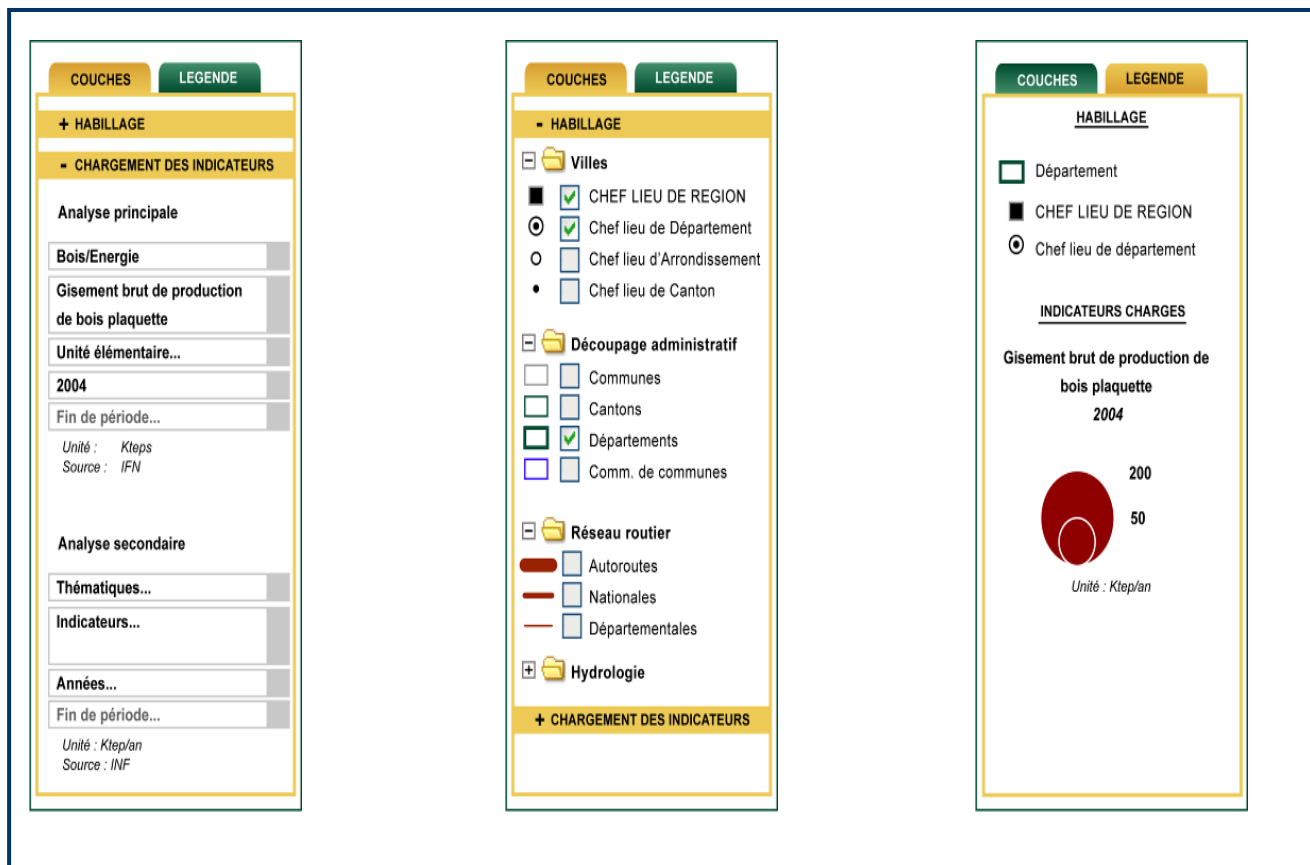 COUCHES
LEGENDE
+ HABILLAGE
- CHARGEMENT DES INDICATEURS
Analyse principale
Bois/Energie
Gisement brut de production
de bois plaquette
Unité élémentaire...
2004
Fin de période...
Unité : Kteps
Source : IFN
Analyse secondaire
Thématiques...
Indicateurs...
Années...
Fin de période...
Unité : Ktep/an
Source : INF
COUCHES
LEGENDE
- HABILLAGE
Villes
CHEF LIEU DE REGION
Chef lieu de Département
Chef lieu d'Arrondissement
Chef lieu de Canton
Découpage administratif
Communes
Cantons
Départements
Comm. de communes
Réseau routier
Autoroutes
Nationales
Départementales
Hydrologie
+ CHARGEMENT DES INDICATEURS
COUCHES
LEGENDE
HABILLAGE
Département
CHEF LIEU DE REGION
Chef lieu de département
INDICATEURS CHARGES
Gisement brut de production de
bois plaquette
2004
200
50
Unité : Ktep/an